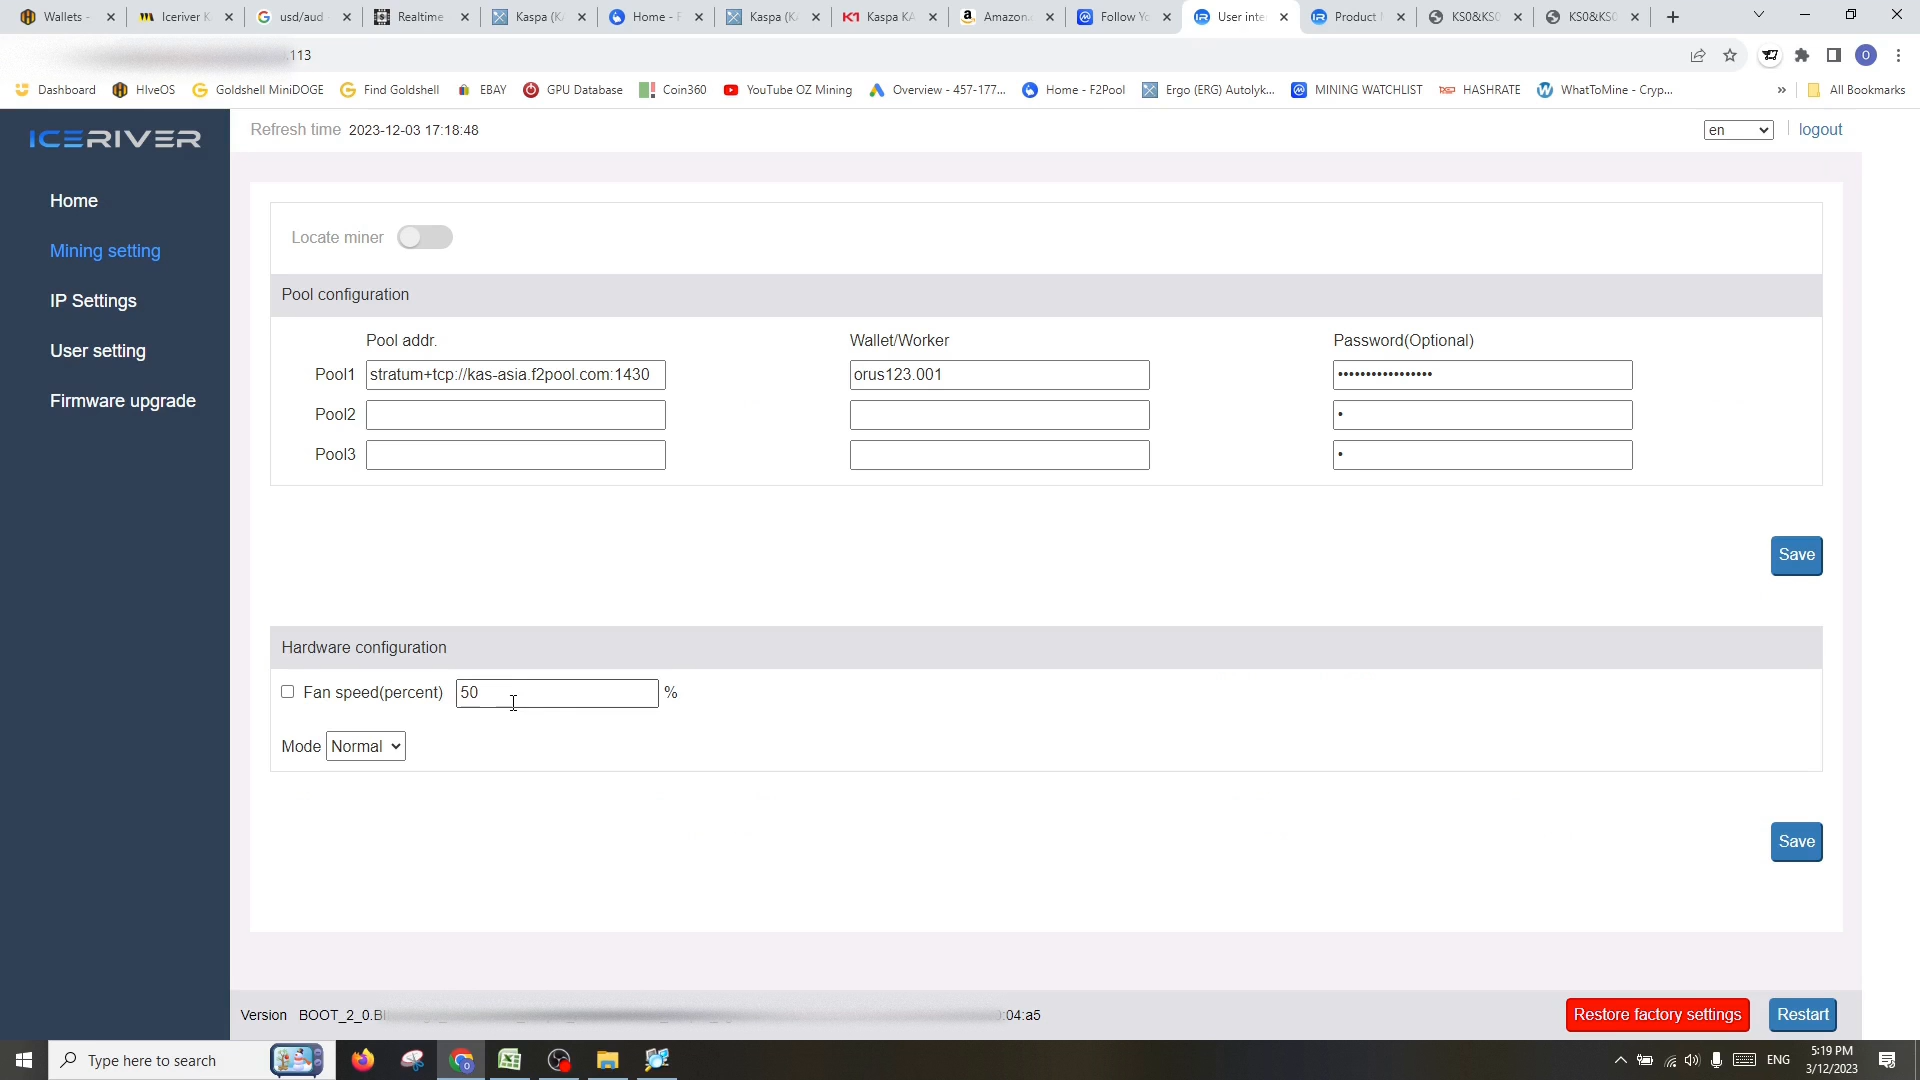 Wallets -
Iceriver K
usd/aud
Realtime
Kaspa (K
Home - F
Kaspa (K
Kaspa KA
Amazon.
Follow Yo
User inte
Product
KS0&KS0
KS0&KS0
113
Dashboard
HIveOS
Goldshell MiniDOGE
Find Goldshell
EBAY
GPU Database
Coin360
YouTube OZ Mining
Overview - 457-177...
Home - F2Pool
Ergo (ERG) Autolyk...
MINING WATCHLIST
HASHRATE
WhatToMine - Cryp...
»
All Bookmarks
ICERIVER
Refresh time 2023-12-03 17:18:48
en
logout
Home
Mining setting
IP Settings
User setting
Firmware upgrade
Locate miner
Pool configuration
Pool addr.
Wallet/Worker
Password(Optional)
Pool1
stratum+tcp://kas-asia.f2pool.com:1430
orus123.001
•••••••••••••••••
Pool2
•
Pool3
•
Save
Hardware configuration
Fan speed(percent)
50
%
Mode Normal
Save
Version BOOT_2_0.
:04:a5
Restore factory settings
Restart
Type here to search
ENG
5:19 PM
3/12/2023